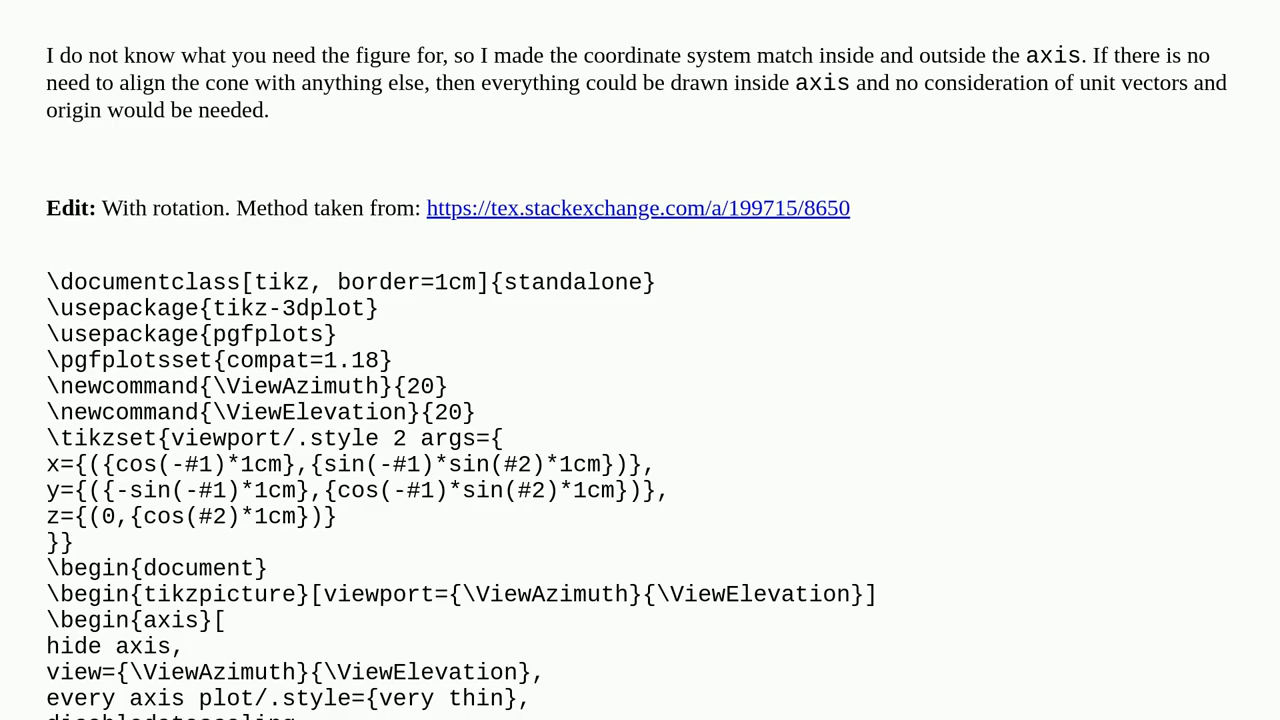 I do not know what you need the figure for, so I made the coordinate system match inside and outside the axis. If there is no
need to align the cone with anything else, then everything could be drawn inside axis and no consideration of unit vectors and
origin would be needed.
Edit: With rotation. Method taken from: https://tex.stackexchange.com/a/199715/8650
\documentclass[tikz, border=1cm]{standalone}
\usepackage{tikz-3dplot}
\usepackage{pgfplots}
\pgfplotsset{compat=1.18}
\newcommand{\ViewAzimuth}{20}
\newcommand{\ViewElevation}{20}
\tikzset{viewport/.style 2 args={
x={({cos(-#1)*1cm},{sin(-#1)*sin(#2)*1cm})},
y={({-sin(-#1)*1cm},{cos(-#1)*sin(#2)*1cm})},
z={(0,{cos(#2)*1cm})}
}}
\begin{document}
\begin{tikzpicture}[viewport={\ViewAzimuth}{\ViewElevation}]
\begin{axis}[
hide axis,
view={\ViewAzimuth}{\ViewElevation},
every axis plot/.style={very thin},